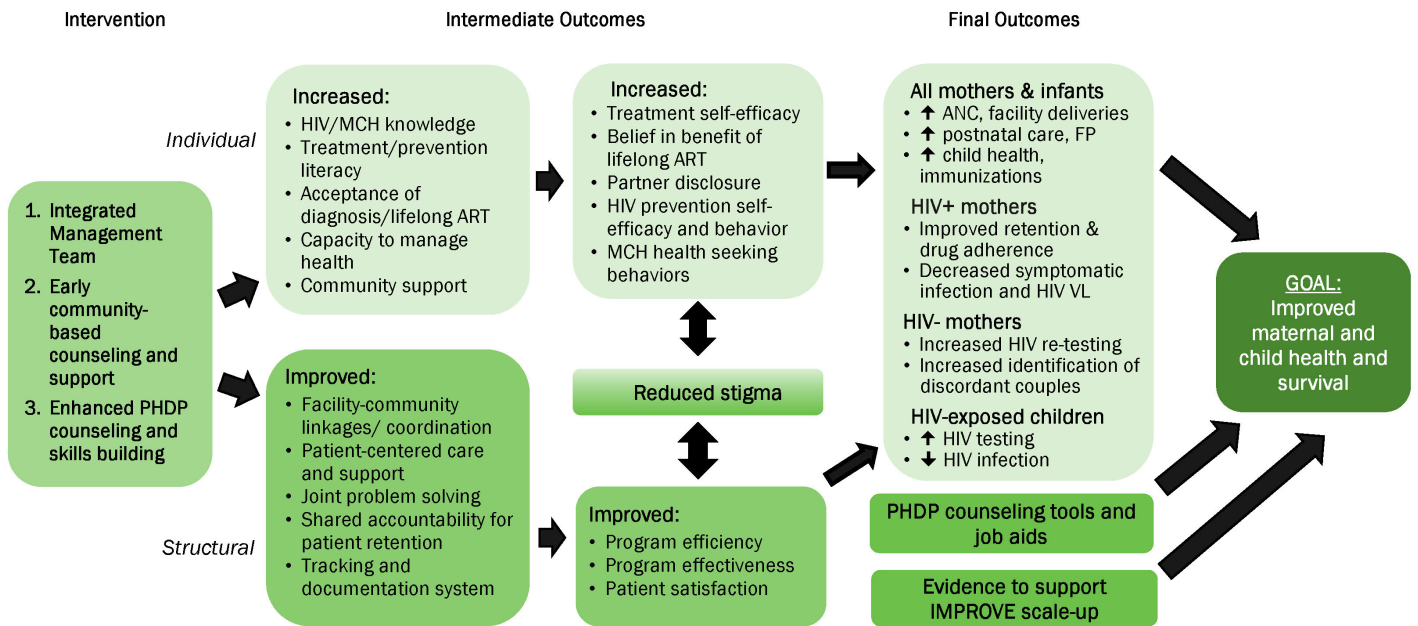 Intervention
Intermediate Outcomes
Final Outcomes
Individual
Structural
1. Integrated
Management
Team
2. Early
community-
based
counseling and
support
3. Enhanced PHDP
counseling and
skills building
Increased:
• HIV/MCH knowledge
• Treatment/prevention
literacy
• Acceptance of
diagnosis/lifelong ART
• Capacity to manage
health
• Community support
Improved:
• Facility-community
linkages/ coordination
• Patient-centered care
and support
• Joint problem solving
• Shared accountability for
patient retention
• Tracking and
documentation system
Increased:
• Treatment self-efficacy
• Belief in benefit of
lifelong ART
• Partner disclosure
• HIV prevention self-
efficacy and behavior
• MCH health seeking
behaviors
Reduced stigma
Improved:
• Program efficiency
• Program effectiveness
• Patient satisfaction
All mothers & infants
• ↑ ANC, facility deliveries
• ↑ postnatal care, FP
• ↑ child health,
immunizations
HIV+ mothers
• Improved retention &
drug adherence
• Decreased symptomatic
infection and HIV VL
HIV- mothers
• Increased HIV re-testing
• Increased identification of
discordant couples
HIV-exposed children
• ↑ HIV testing
• ↓ HIV infection
PHDP counseling tools and
job aids
Evidence to support
IMPROVE scale-up
GOAL:
Improved
maternal and
child health and
survival